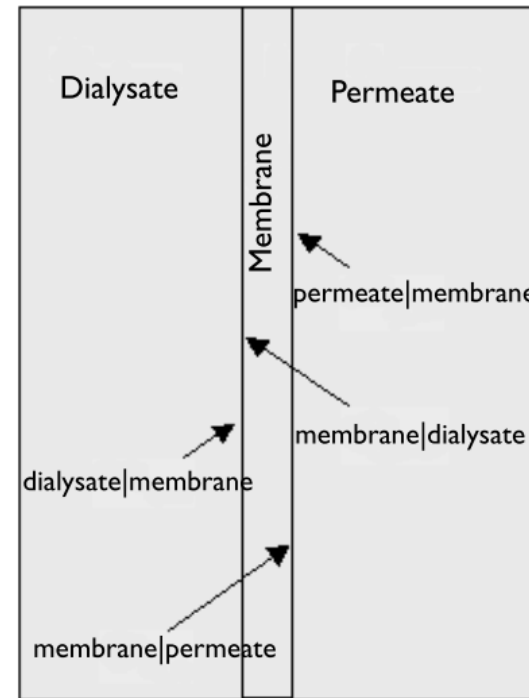 Dialysate
Permeate
Membrane
permeate|membrane
membrane|dialysate
dialysate|membrane
membrane|permeate